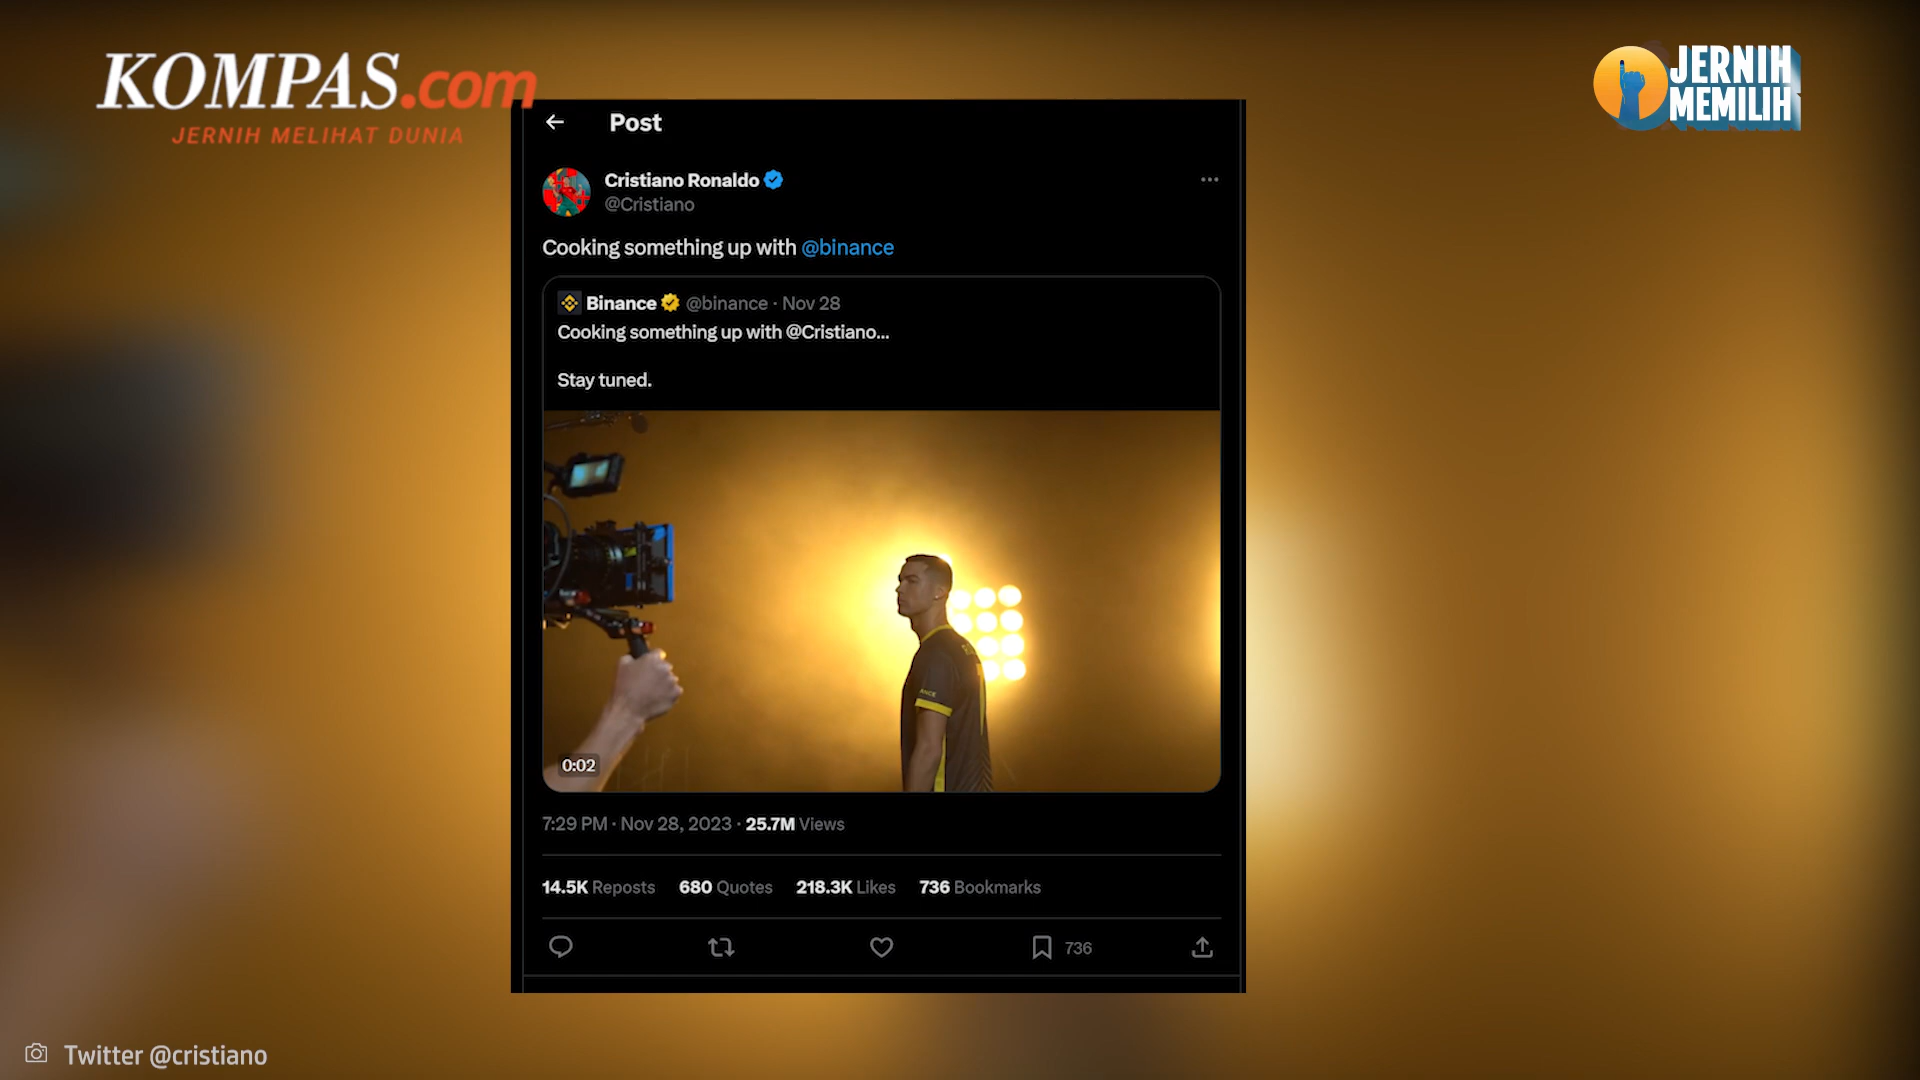 KOMPAS.com
JERNIH MELIHAT DUNIA
JERNIH
MEMILIH
Post
Cristiano Ronaldo
@Cristiano
Cooking something up with @binance
Binance @binance · Nov 28
Cooking something up with @Cristiano...
Stay tuned.
0:02
7:29 PM · Nov 28, 2023 · 25.7M Views
14.5K Reposts 680 Quotes 218.3K Likes 736 Bookmarks
736
Twitter @cristiano